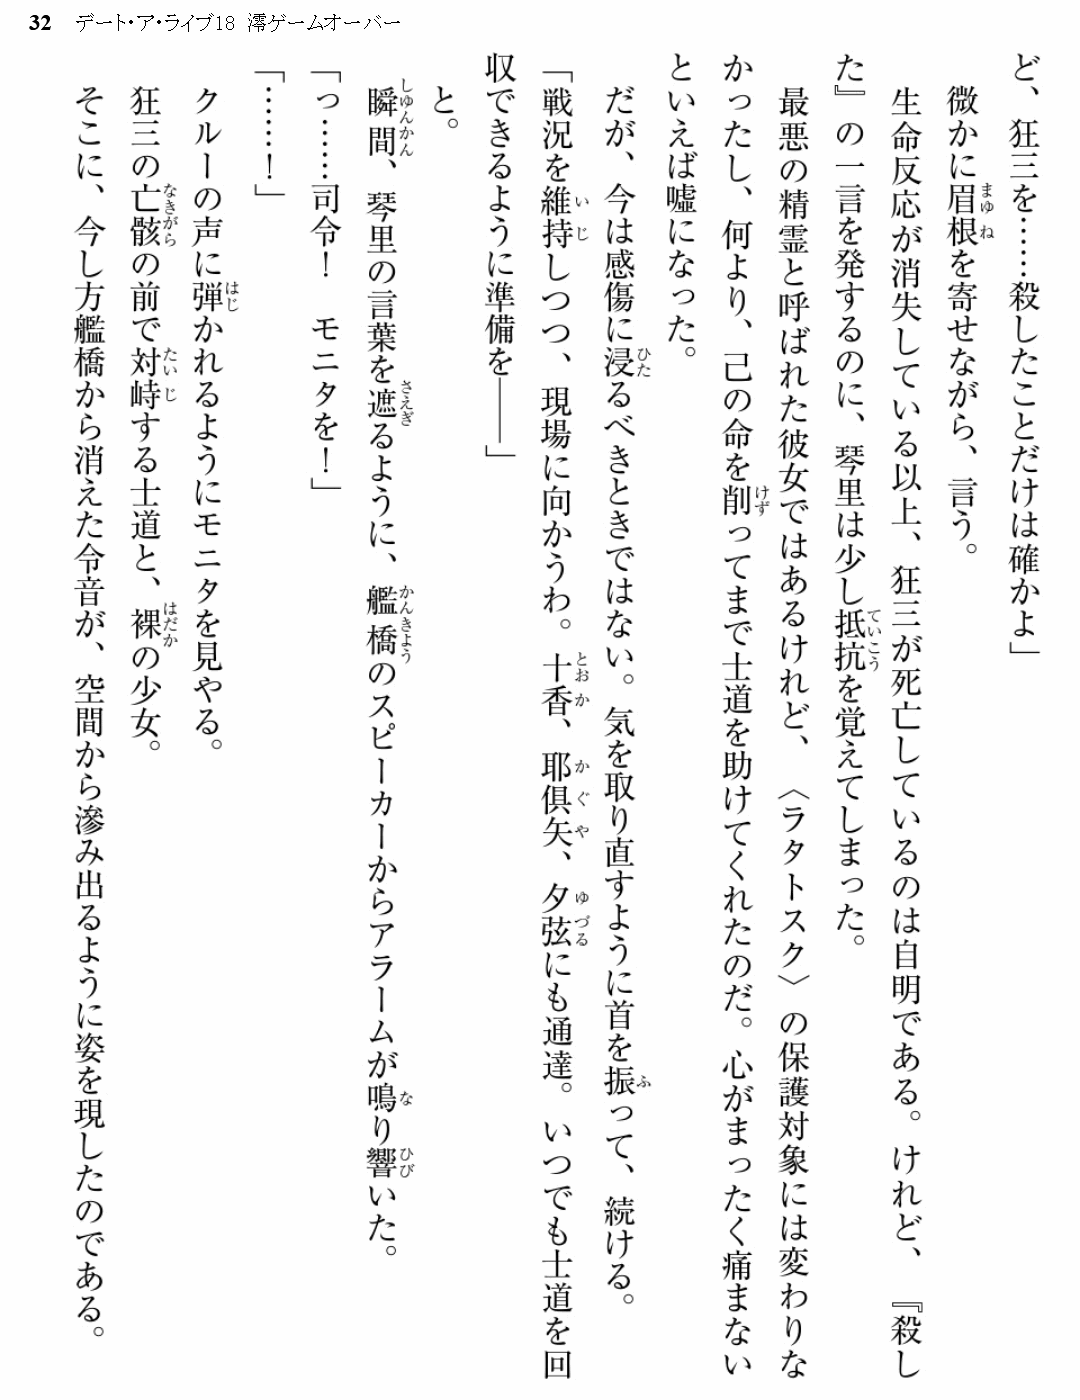 32 デート・ア・ライブ18 澪ゲームオーバー
ど、狂三を……殺したことだけは確かよ」
微かに眉根を寄せながら、言う。
生命反応が消失している以上、狂三が死亡しているのは自明である。けれど、『殺し
た』の一言を発するのに、琴里は少し抵抗を覚えてしまった。
最悪の精霊と呼ばれた彼女ではあるけれど、〈ラタトスク〉の保護対象には変わりな
かったし、何より、己の命を削ってまで士道を助けてくれたのだ。心がまったく痛まない
といえば嘘になった。
だが、今は感傷に浸るべきときではない。気を取り直すように首を振って、続ける。
「戦況を維持しつつ、現場に向かうわ。十香、耶倶矢、夕弦にも通達。いつでも士道を回
収できるように準備を――」
と。
瞬間、琴里の言葉を遮るように、艦橋のスピーカーからアラームが鳴り響いた。
「っ……司令！ モニタを！」
「……！」
クルーの声に弾かれるようにモニタを見やる。
狂三の亡骸の前で対峙する士道と、裸の少女。
そこに、今し方艦橋から消えた令音が、空間から滲み出るように姿を現したのである。